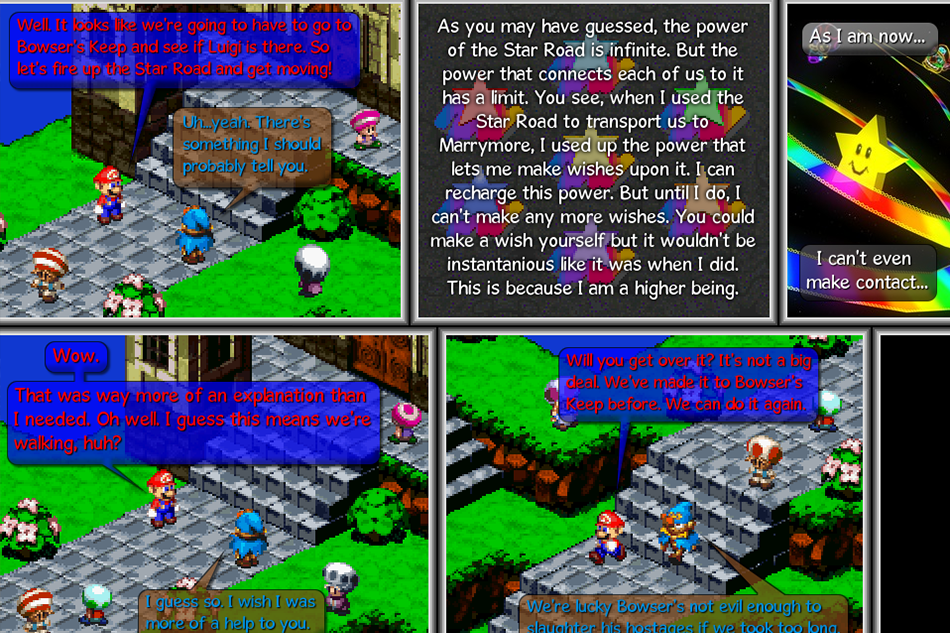 Well. It looks like we're going to have to go to
Bowser's Keep and see if Luigi is there. So
let's fire up the Star Road and get moving!
Uh...yeah. There's
something I should
probably tell you.
As you may have guessed, the power
of the Star Road is infinite. But the
power that connects each of us to it
has a limit. You see, when I used the
Star Road to transport us to
Marrymore, I used up the power that
lets me make wishes upon it. I can
recharge this power. But until I do, I
can't make any more wishes. You could
make a wish yourself but it wouldn't be
instantanious like it was when I did.
This is because I am a higher being.
As I am now...
I can't even
make contact...
Wow.
That was way more of an explanation than
I needed. Oh well. I guess this means we're
walking, huh?
I guess so. I wish I was
more of a help to you.
Will you get over it? It's not a big
deal. We've made it to Bowser's
Keep before. We can do it again.
We're lucky Bowser's not evil enough to
slaughter his hostages if we took too long.